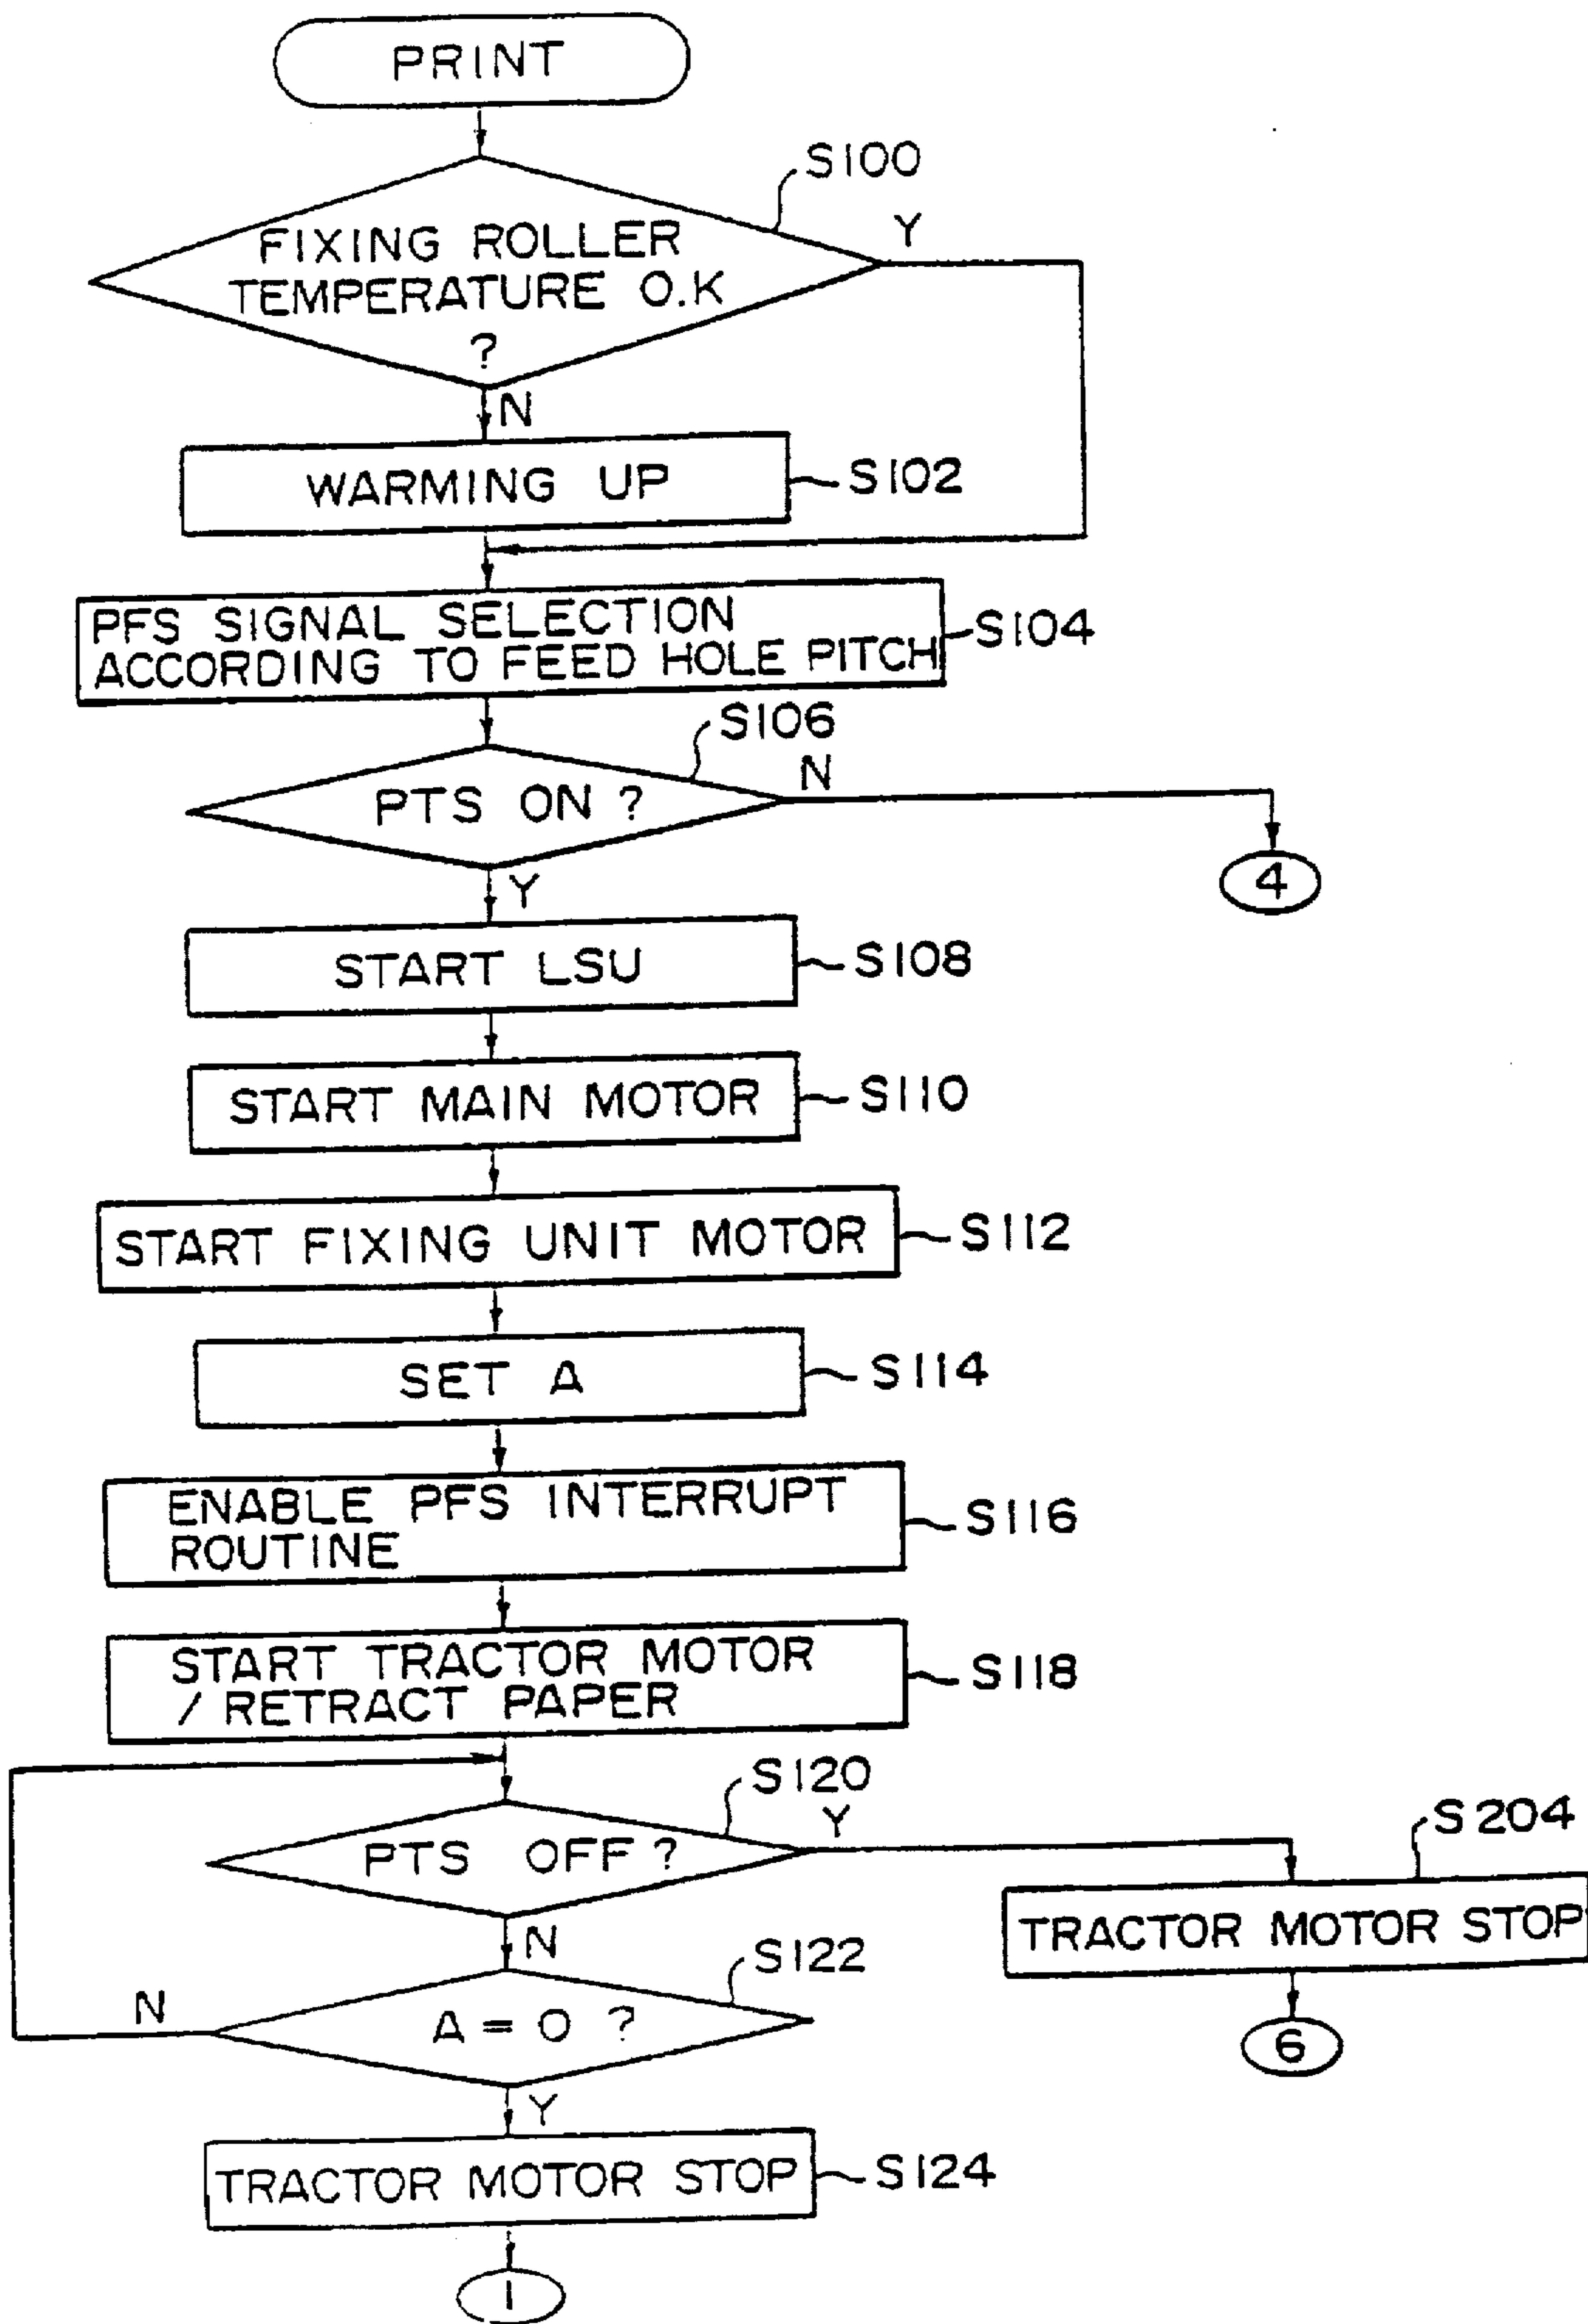 PRINT
S100
FIXING ROLLER
TEMPERATURE O.K
?
Y
N
WARMING UP
S102
PFS SIGNAL SELECTION
ACCORDING TO FEED HOLE PITCH
S104
S106
PTS ON ?
N
4
Y
START LSU
S108
START MAIN MOTOR
S110
START FIXING UNIT MOTOR
S112
SET A
S114
ENABLE PFS INTERRUPT
ROUTINE
S116
START TRACTOR MOTOR
/ RETRACT PAPER
S118
S120
PTS OFF ?
Y
S204
TRACTOR MOTOR STOP
6
N
S122
A = 0 ?
N
Y
TRACTOR MOTOR STOP
S124
1